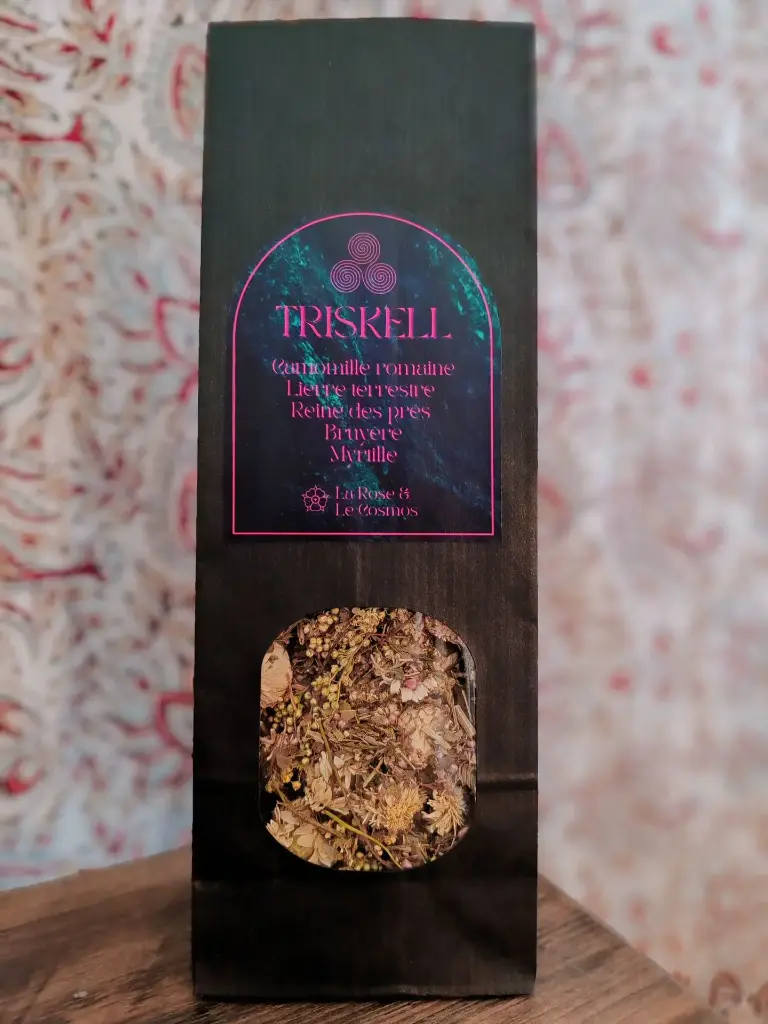 TRISKELL
Camomille romaine
Lierre terrestre
Reine des prés
Bruyère
Myrtille
La Rose &
Le Cosmos